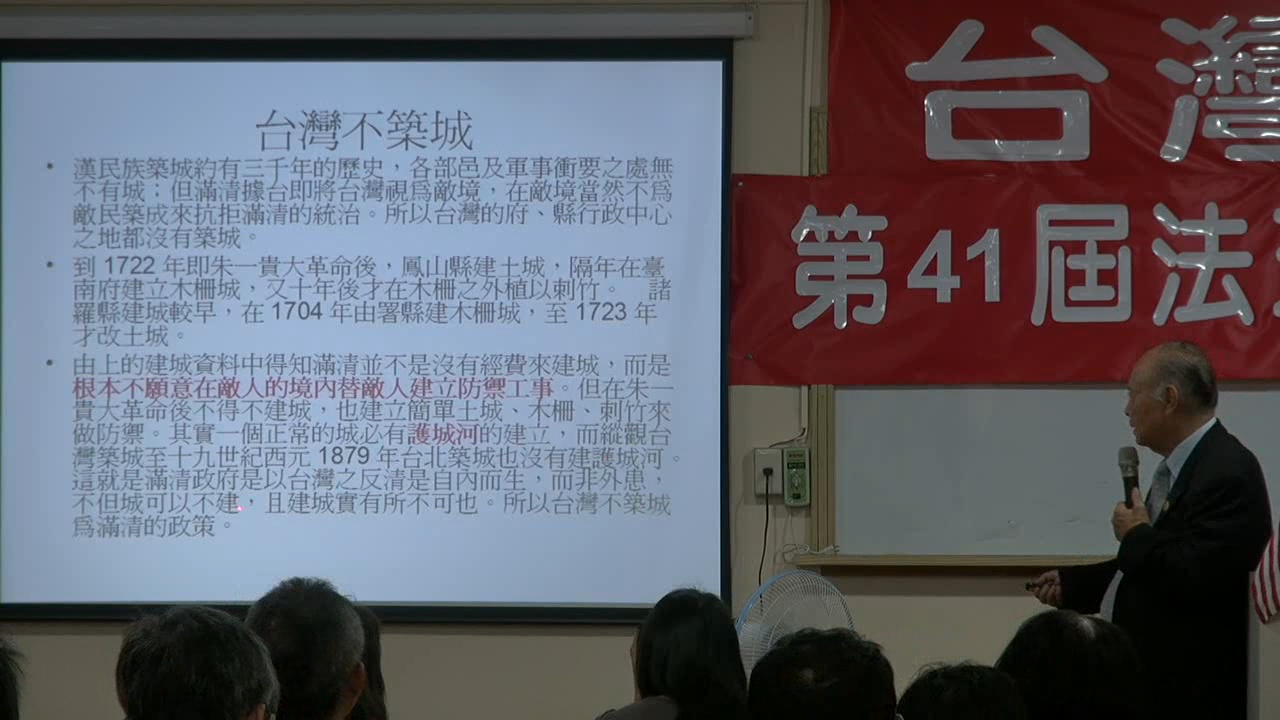 台灣不築城
• 漢民族築城約有三千年的歷史，各部邑及軍事衝要之處無
不有城；但滿清據台即將台灣視為敵境，在敵境當然不為
敵民築成來抗拒滿清的統治。所以台灣的府、縣行政中心
之地都沒有築城。
• 到 1722 年即朱一貴大革命後，鳳山縣建土城，隔年在臺
南府建立木柵城，又十年後才在木柵之外植以刺竹。 諸
羅縣建城較早，在 1704 年由署縣建木柵城，至 1723 年
才改土城。
• 由上的建城資料中得知滿清並不是沒有經費來建城，而是
根本不願意在敵人的境內替敵人建立防禦工事。但在朱一
貴大革命後不得不建城，也建立簡單土城、木柵、刺竹來
做防禦。其實一個正常的城必有護城河的建立，而縱觀台
灣築城至十九世紀西元 1879 年台北築城也沒有建護城河。
這就是滿清政府是以台灣之反清是自內而生，而非外患，
不但城可以不建，且建城實有所不可也。所以台灣不築城
為滿清的政策。
台灣
第41屆法